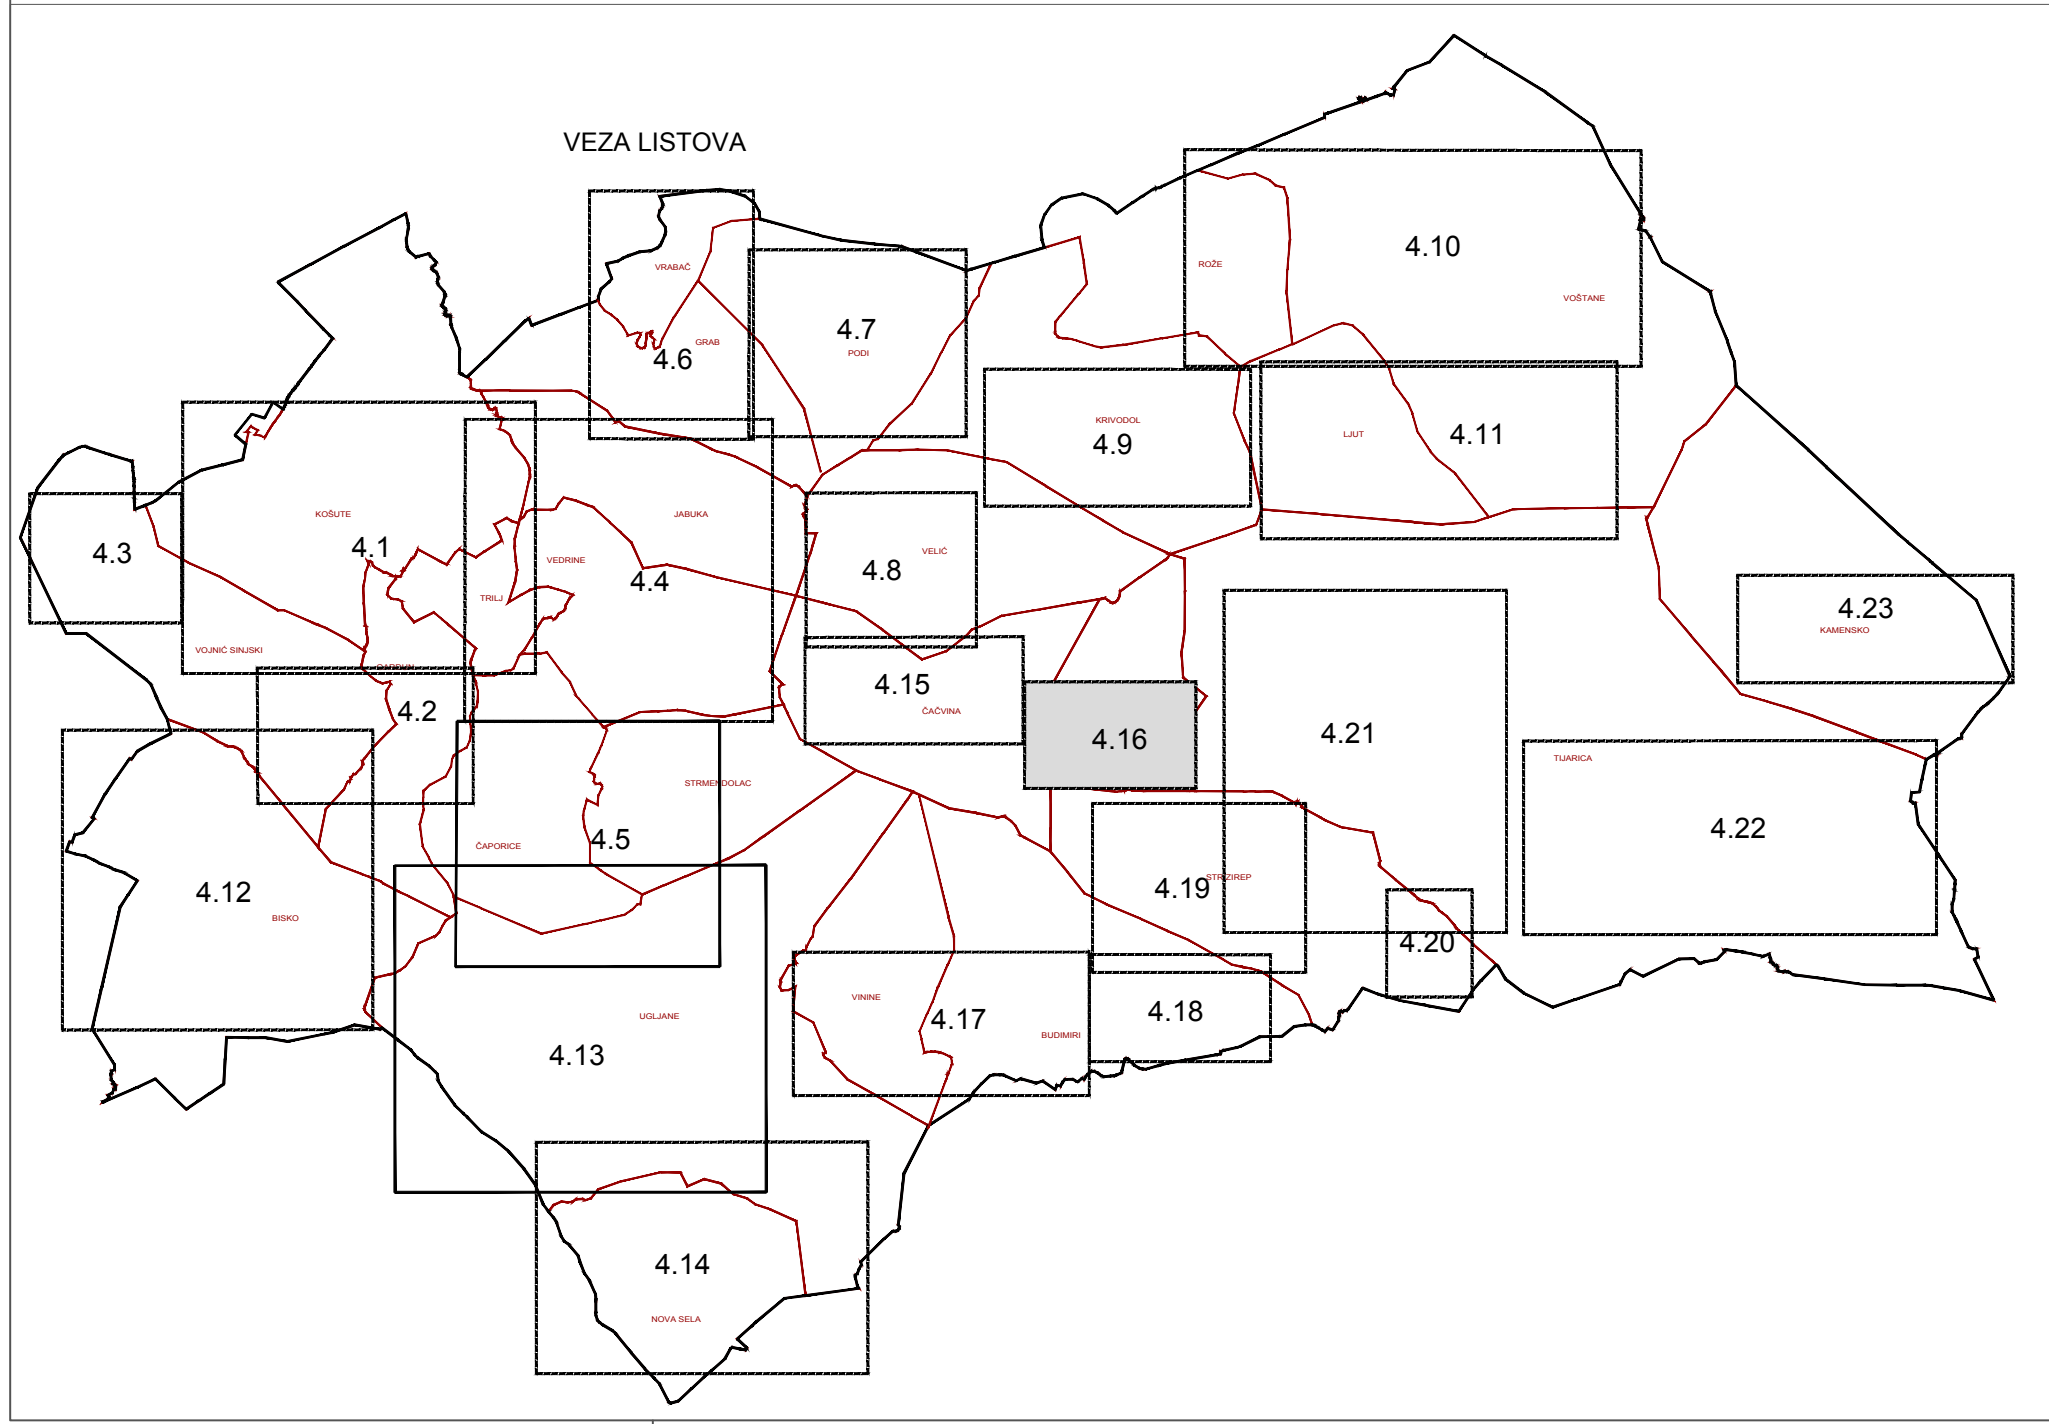 VEZA LISTOVA
4.10
ROŽE
VRABAČ
VOŠTANE
4.7
GRAB
PODI
4.6
KRIVODOL
4.9
LJUT
4.11
KOŠUTE
JABUKA
4.1
4.3
VELIĆ
VEDRINE
4.8
4.4
TRILJ
4.23
KAMENSKO
VOJNIĆ SINJSKI
GARDUN
4.15
4.2
ČAČVINA
4.21
4.16
TIJARICA
STRMENDOLAC
4.22
4.5
ČAPORICE
STRIZIREP
4.19
4.12
BISKO
4.20
VININE
4.18
UGLJANE
4.17
BUDIMIRI
4.13
4.14
NOVA SELA